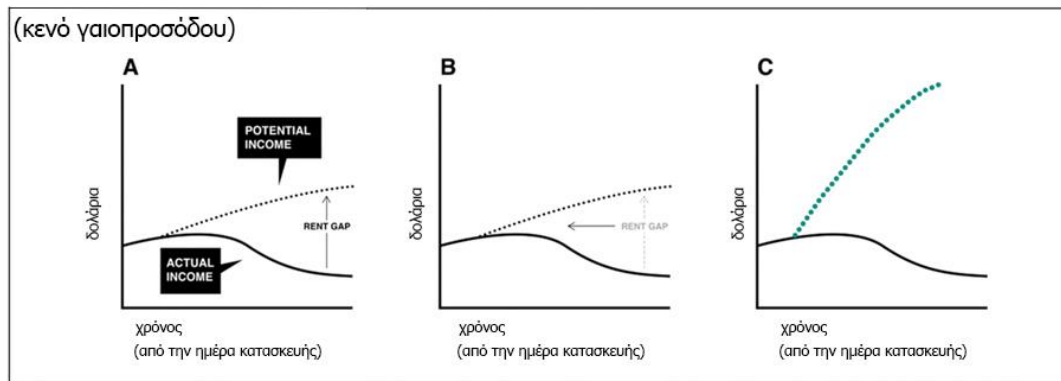 (κενό γαιοπροσόδου)
A
POTENTIAL
INCOME
RENT GAP
ACTUAL
INCOME
δολάρια
χρόνος
(από την ημέρα κατασκευής)
B
RENT GAP
δολάρια
χρόνος
(από την ημέρα κατασκευής)
C
δολάρια
χρόνος
(από την ημέρα κατασκευής)